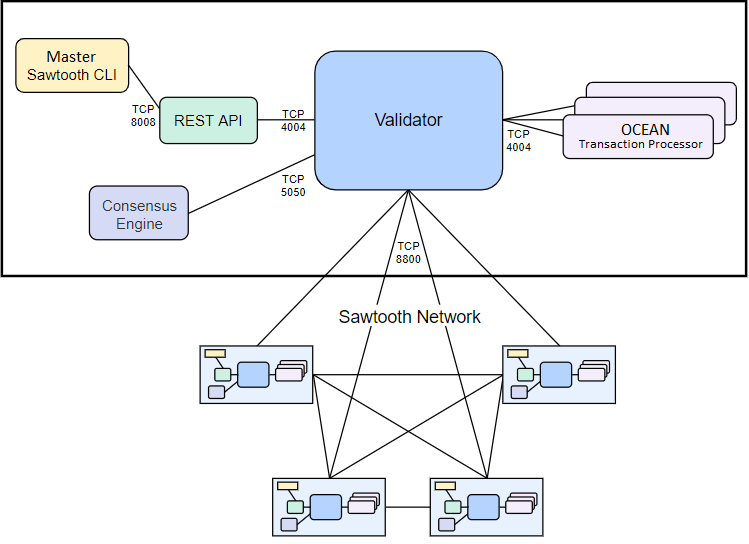 Master
Sawtooth CLI
TCP
8008
REST API
TCP
4004
Validator
TCP
4004
OCEAN
Transaction Processor
TCP
5050
Consensus
Engine
TCP
8800
Sawtooth Network